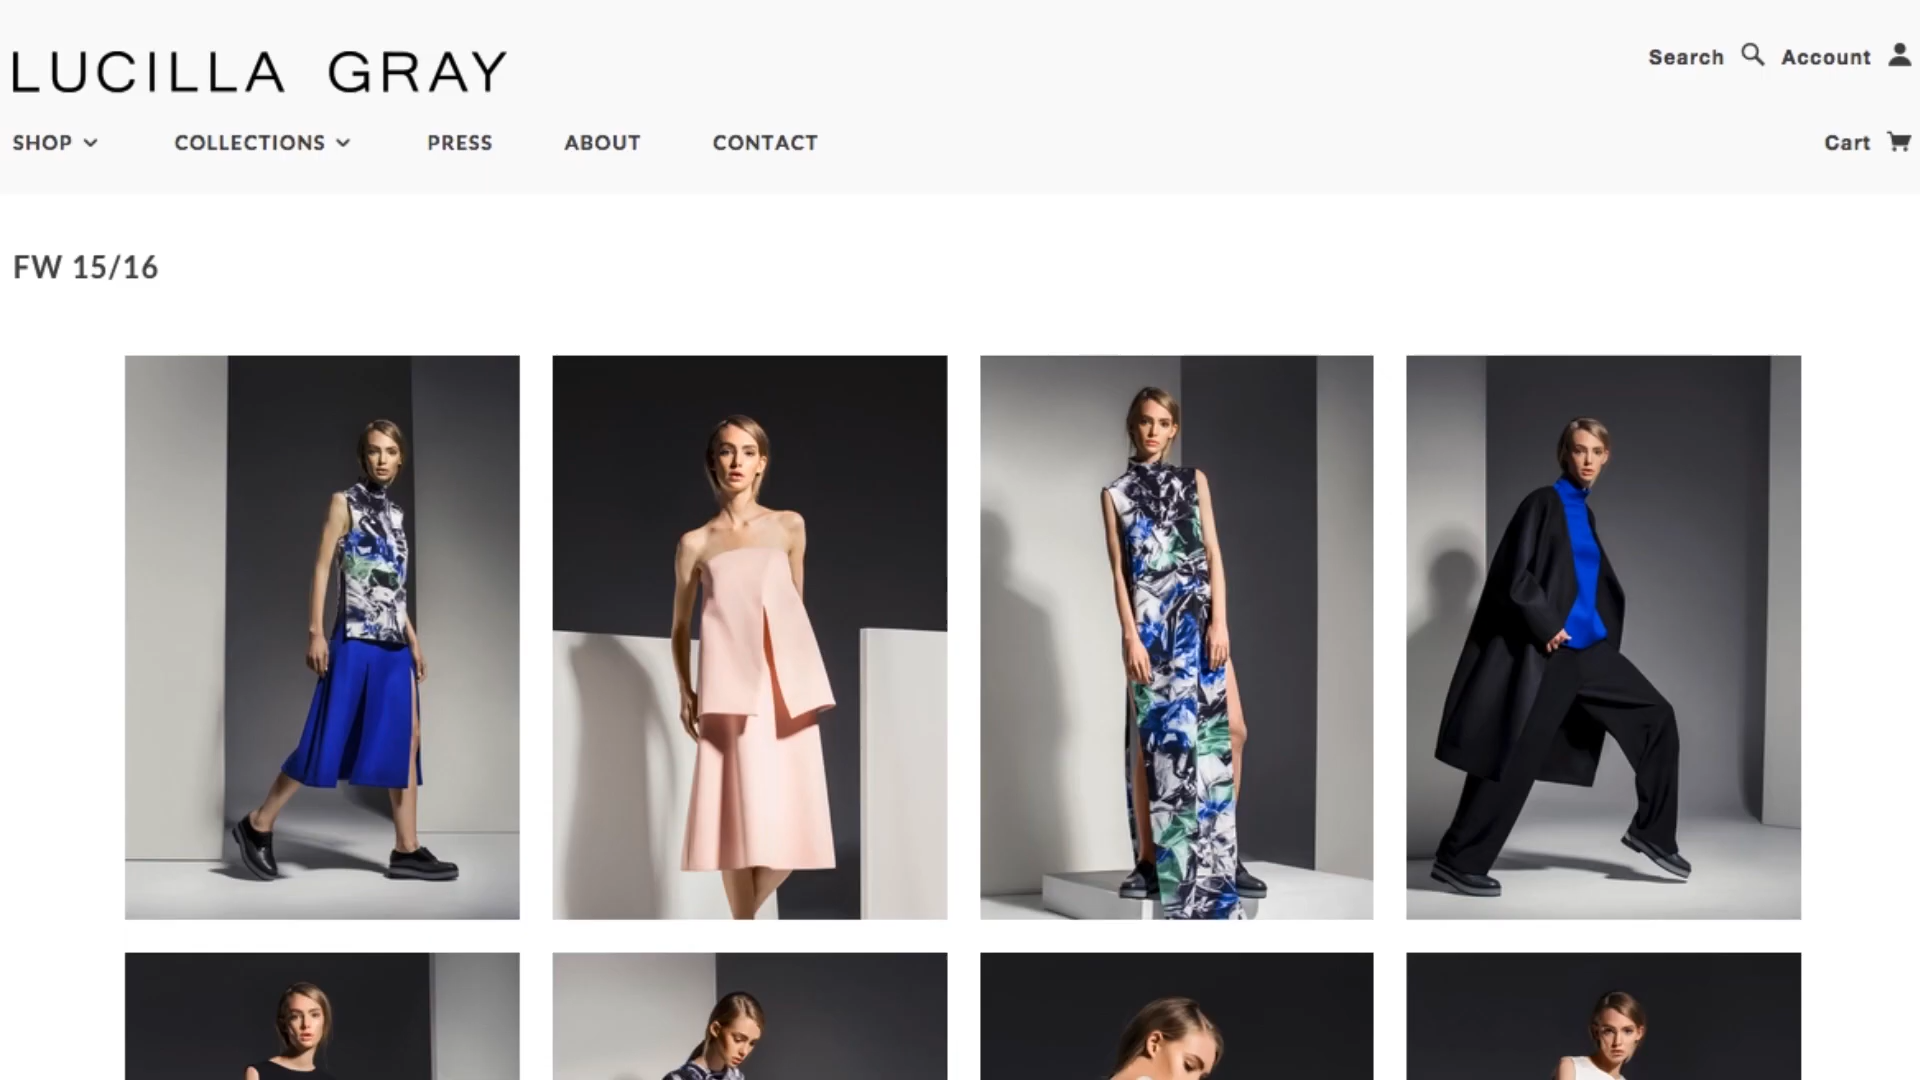 LUCILLA GRAY
Search
Account
SHOP
COLLECTIONS
PRESS
ABOUT
CONTACT
Cart
FW 15/16